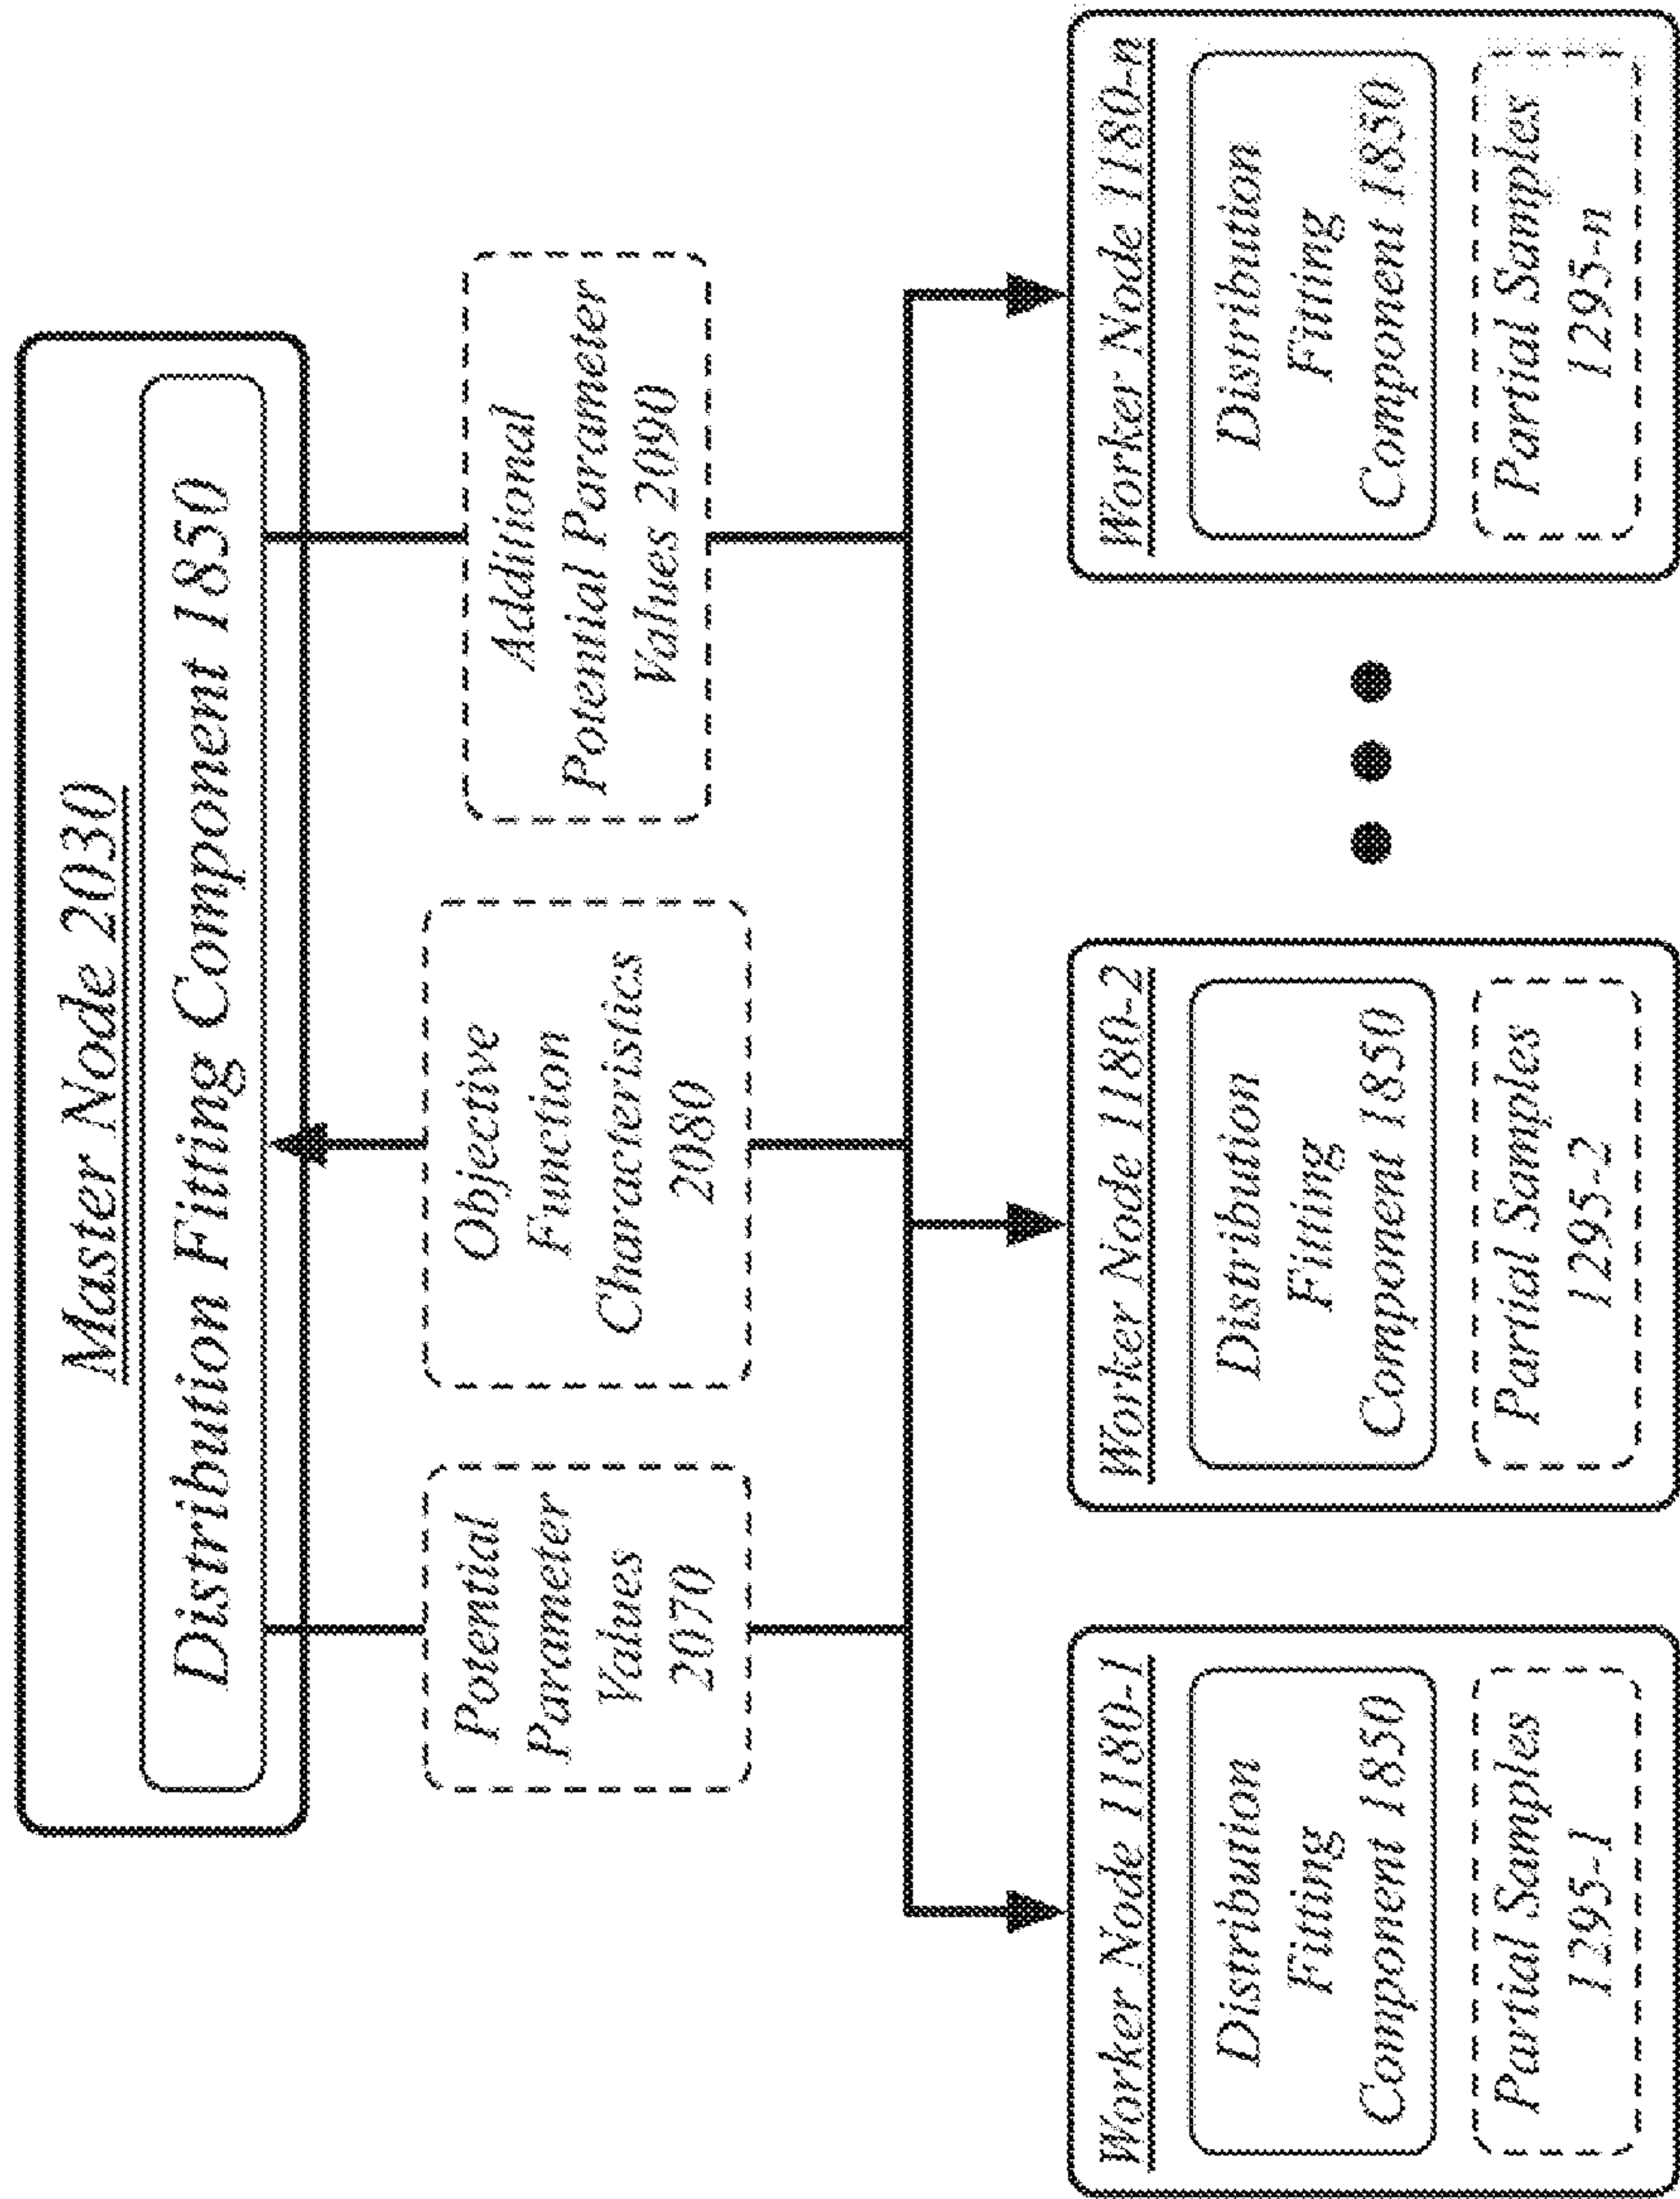 Master Node 2030
Distribution Fitting Component 1850
Potential
Parameter
Values
2070
Objective
Function
Characteristics
2080
Additional
Potential Parameter
Values 2090
Worker Node 1180-1
Distribution
Fitting
Component 1850
Partial Samples
1295-1
Worker Node 1180-2
Distribution
Fitting
Component 1850
Partial Samples
1295-2
Worker Node 1180-n
Distribution
Fitting
Component 1850
Partial Samples
1295-n